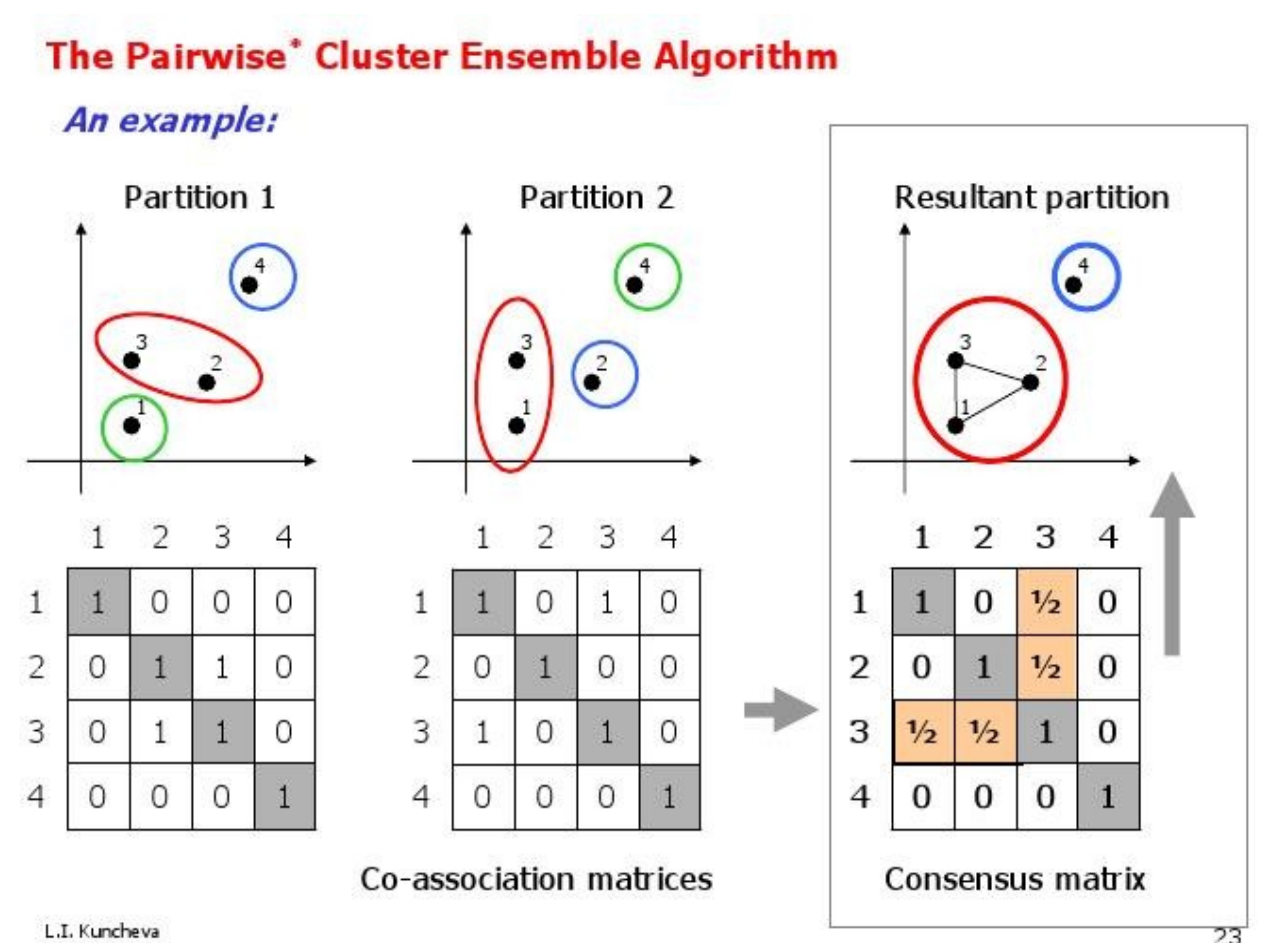 The Pairwise* Cluster Ensemble Algorithm
An example:
Partition 1
4
3
2
1
1 2 3 4
1 1 0 0 0
2 0 1 1 0
3 0 1 1 0
4 0 0 0 1
Partition 2
4
3
2
1
1 2 3 4
1 1 0 1 0
2 0 1 0 0
3 1 0 1 0
4 0 0 0 1
Co-association matrices
Resultant partition
4
3
2
1
1 2 3 4
1 1 0 ½ 0
2 0 1 ½ 0
3 ½ ½ 1 0
4 0 0 0 1
Consensus matrix
L.I. Kuncheva
23